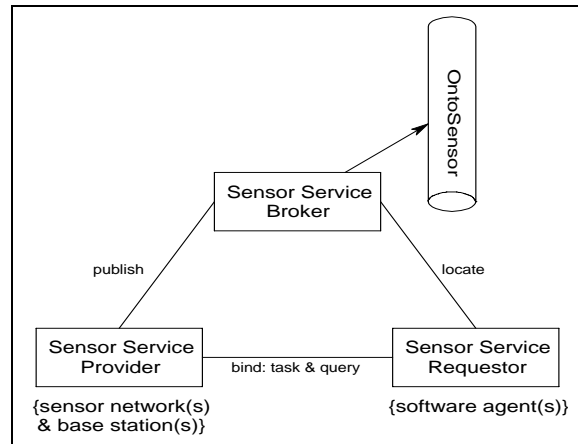 OntoSensor
Sensor Service
Broker
publish
locate
Sensor Service
Provider
bind: task & query
Sensor Service
Requestor
{sensor network(s)
& base station(s)}
{software agent(s)}